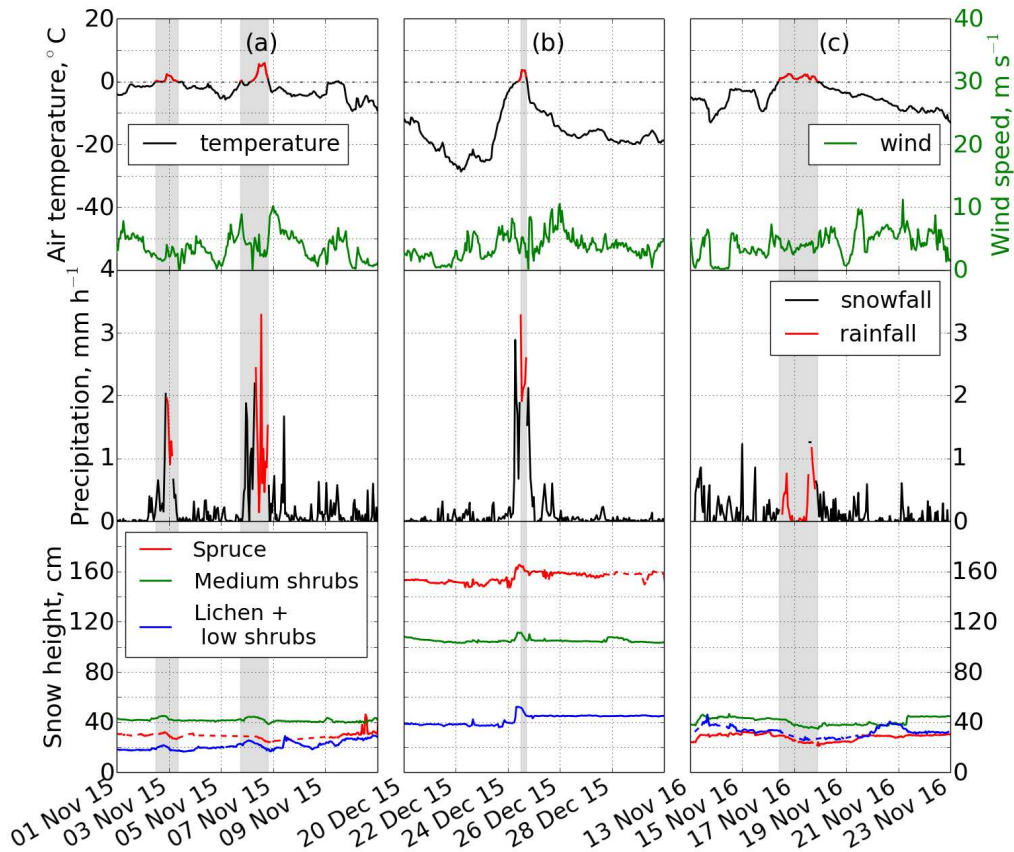 20
0
-20
-40
Air temperature, ° C
(a)
temperature
(b)
(c)
wind
40
30
20
10
0
Wind speed, m s⁻¹
4
3
2
1
0
Precipitation, mm h⁻¹
snowfall
rainfall
3
2
1
0
160
120
80
40
0
Snow height, cm
Spruce
Medium shrubs
Lichen +
low shrubs
160
120
80
40
0
01 Nov 15
03 Nov 15
05 Nov 15
07 Nov 15
09 Nov 15
20 Dec 15
22 Dec 15
24 Dec 15
26 Dec 15
28 Dec 15
13 Nov 16
15 Nov 16
17 Nov 16
19 Nov 16
21 Nov 16
23 Nov 16